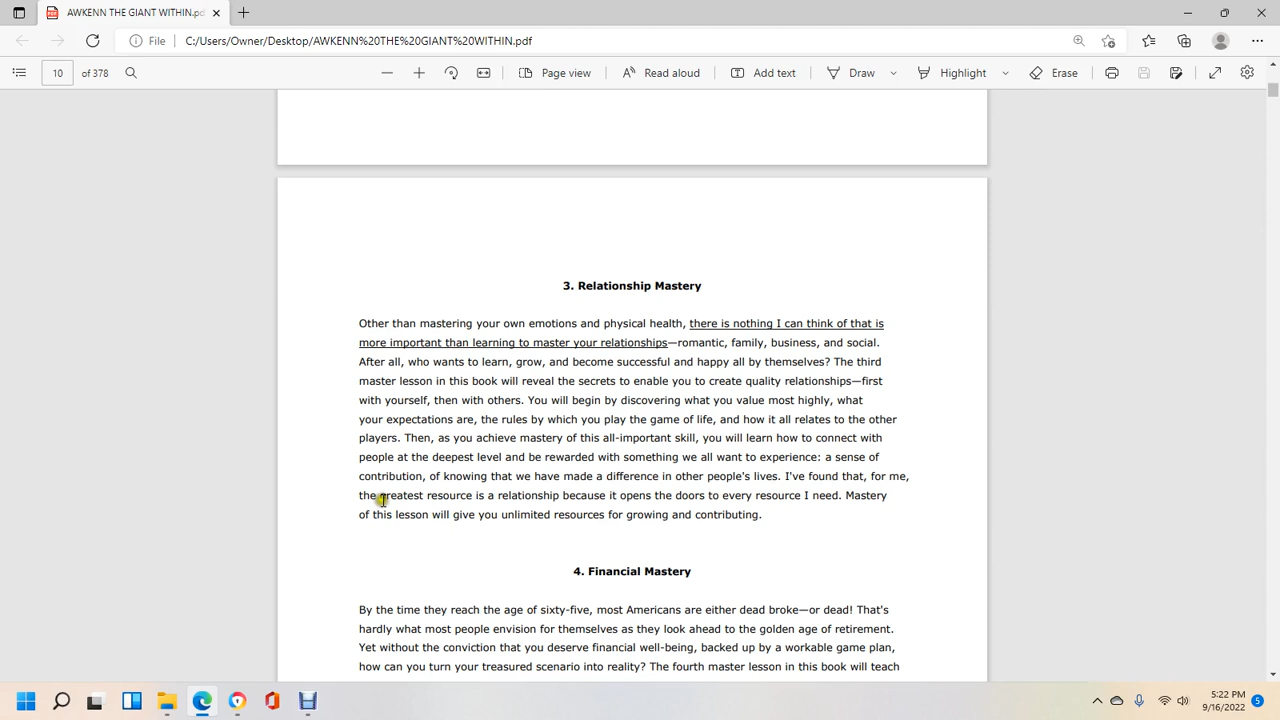 AWKENN THE GIANT WITHIN.pd
File
C:/Users/Owner/Desktop/AWKENN%20THE%20GIANT%20WITHIN.pdf
10 of 378
Page view
Read aloud
Add text
Draw
Highlight
Erase
3. Relationship Mastery
Other than mastering your own emotions and physical health, there is nothing I can think of that is
more important than learning to master your relationships—romantic, family, business, and social.
After all, who wants to learn, grow, and become successful and happy all by themselves? The third
master lesson in this book will reveal the secrets to enable you to create quality relationships—first
with yourself, then with others. You will begin by discovering what you value most highly, what
your expectations are, the rules by which you play the game of life, and how it all relates to the other
players. Then, as you achieve mastery of this all-important skill, you will learn how to connect with
people at the deepest level and be rewarded with something we all want to experience: a sense of
contribution, of knowing that we have made a difference in other people's lives. I've found that, for me,
the greatest resource is a relationship because it opens the doors to every resource I need. Mastery
of this lesson will give you unlimited resources for growing and contributing.
4. Financial Mastery
By the time they reach the age of sixty-five, most Americans are either dead broke—or dead! That's
hardly what most people envision for themselves as they look ahead to the golden age of retirement.
Yet without the conviction that you deserve financial well-being, backed up by a workable game plan,
how can you turn your treasured scenario into reality? The fourth master lesson in this book will teach
5:22 PM
9/16/2022
5